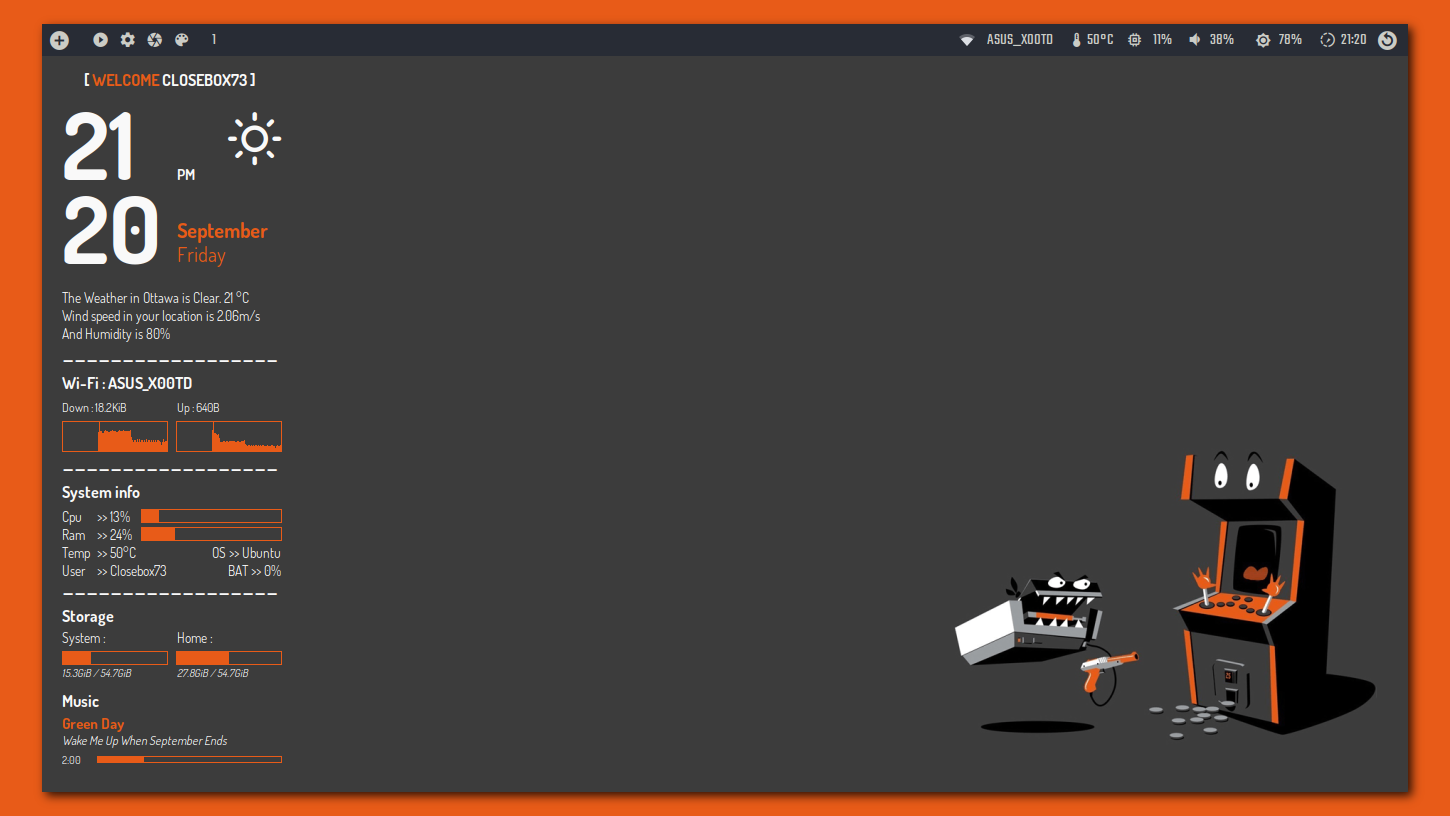 1 ASUS_X00TD 50°C 11% 38% 78% 21:20
[ WELCOME CLOSEBOX73 ]
21
PM
20
September
Friday
The Weather in Ottawa is Clear. 21 °C
Wind speed in your location is 2.06m/s
And Humidity is 80%
------------------
Wi-Fi : ASUS_X00TD
Down : 18.2KiB Up : 640B
------------------
System info
Cpu >> 13%
Ram >> 24%
Temp >> 50°C OS >> Ubuntu
User >> Closebox73 BAT >> 0%
------------------
Storage
System : Home :
15.3GiB / 54.7GiB 27.8GiB / 54.7GiB
Music
Green Day
Wake Me Up When September Ends
2:00